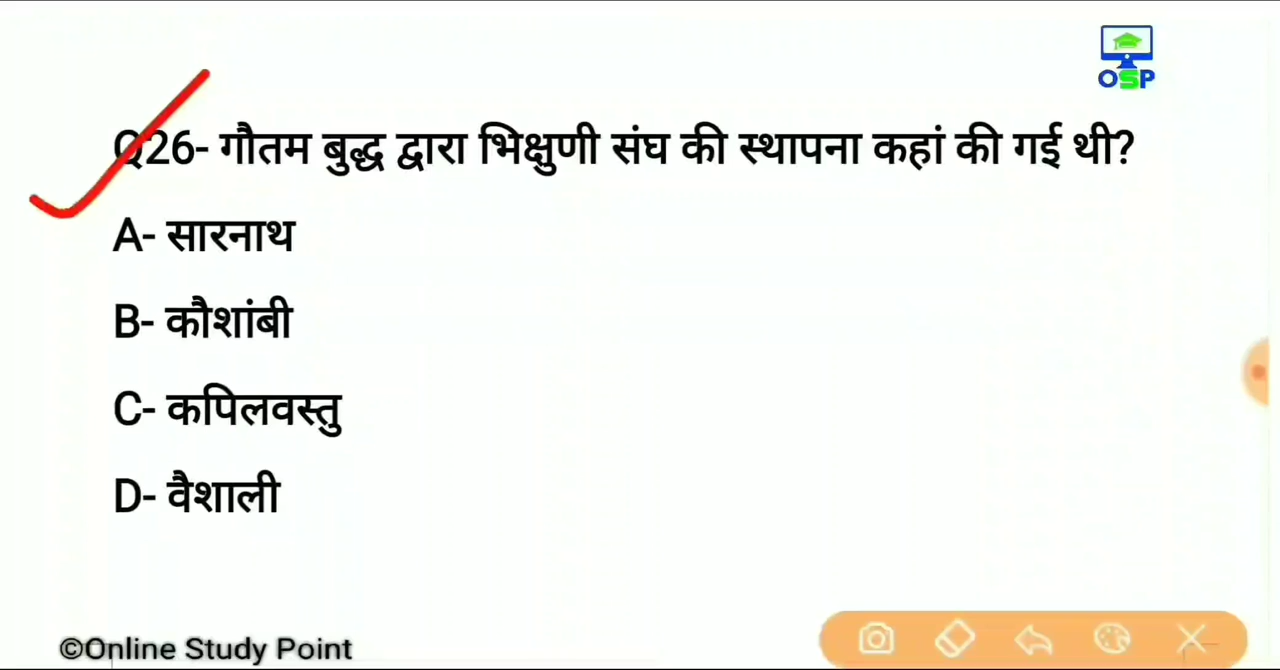 OSP
Q26- गौतम बुद्ध द्वारा भिक्षुणी संघ की स्थापना कहां की गई थी?
A- सारनाथ
B- कौशांबी
C- कपिलवस्तु
D- वैशाली
©Online Study Point